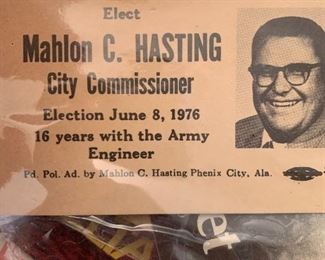 Elect
Mahlon C. HASTING
City Commissioner
Election June 8, 1976
16 years with the Army
Engineer
Pd. Pol. Ad. by Mahlon C. Hasting Phenix City, Ala.
et